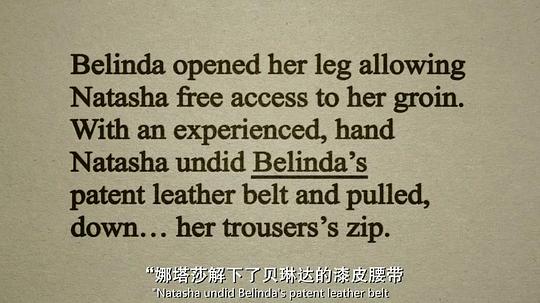 Belinda opened her leg allowing
Natasha free access to her groin.
With an experienced, hand
Natasha undid Belinda's
patent leather belt and pulled,
down… her trousers's zip.
“娜塔莎解下了贝琳达的漆皮腰带
"Natasha undid Belinda's patent leather belt